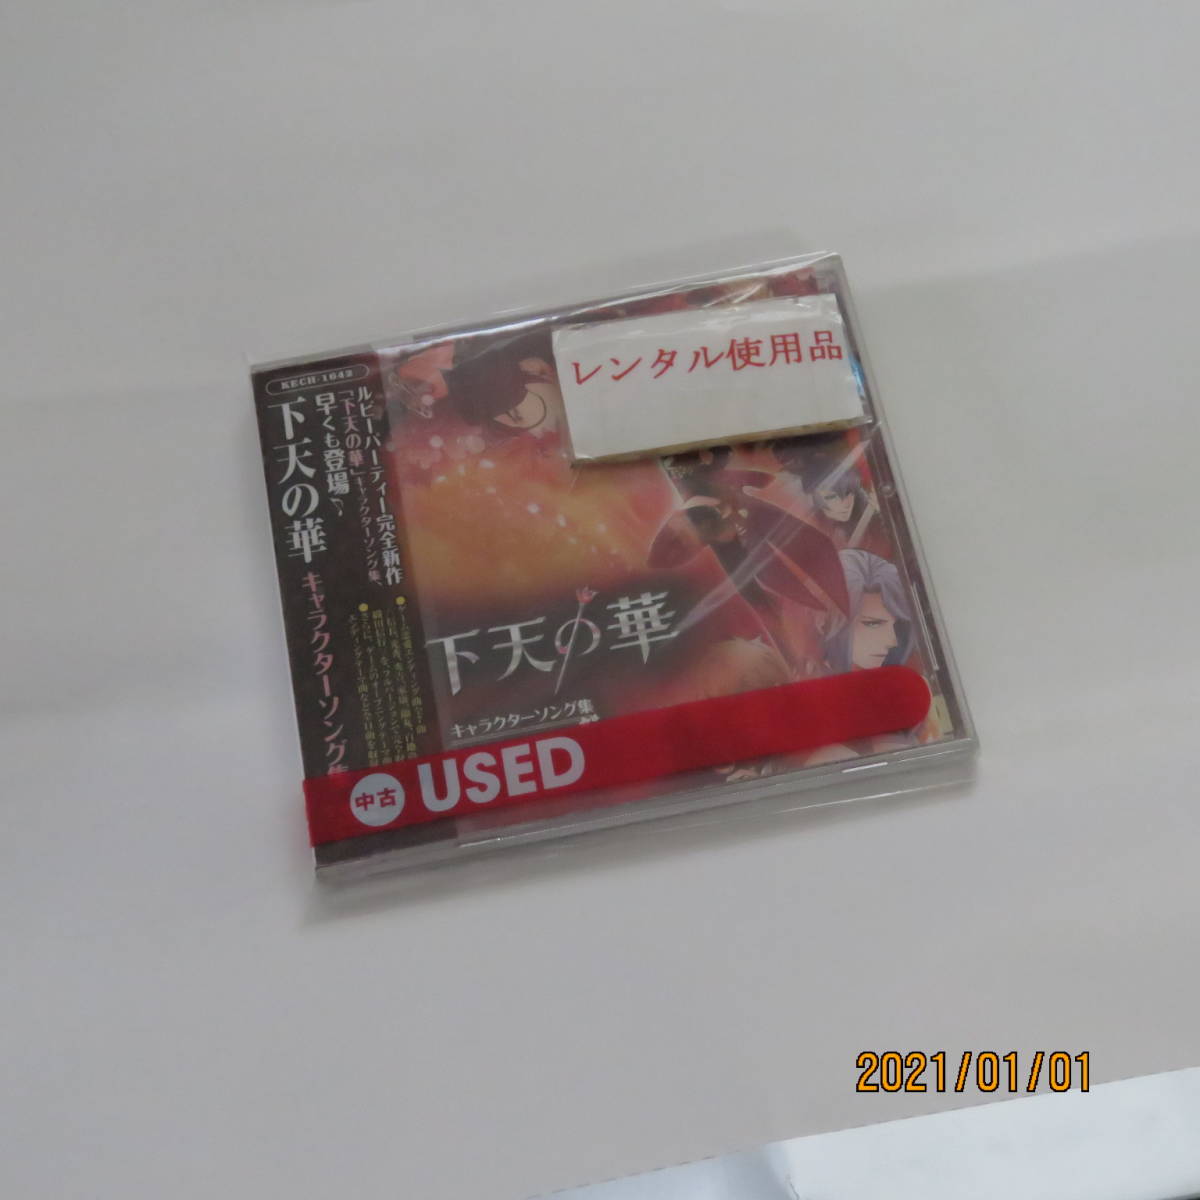 レンタル使用品
KECH-1642
ルビーパーティー完全新作
「下天の華」キャラクターソング集、
早くも登場♪
下天の華 キャラクターソング集
下天の華
キャラクターソング集
中古 USED
2021/01/01